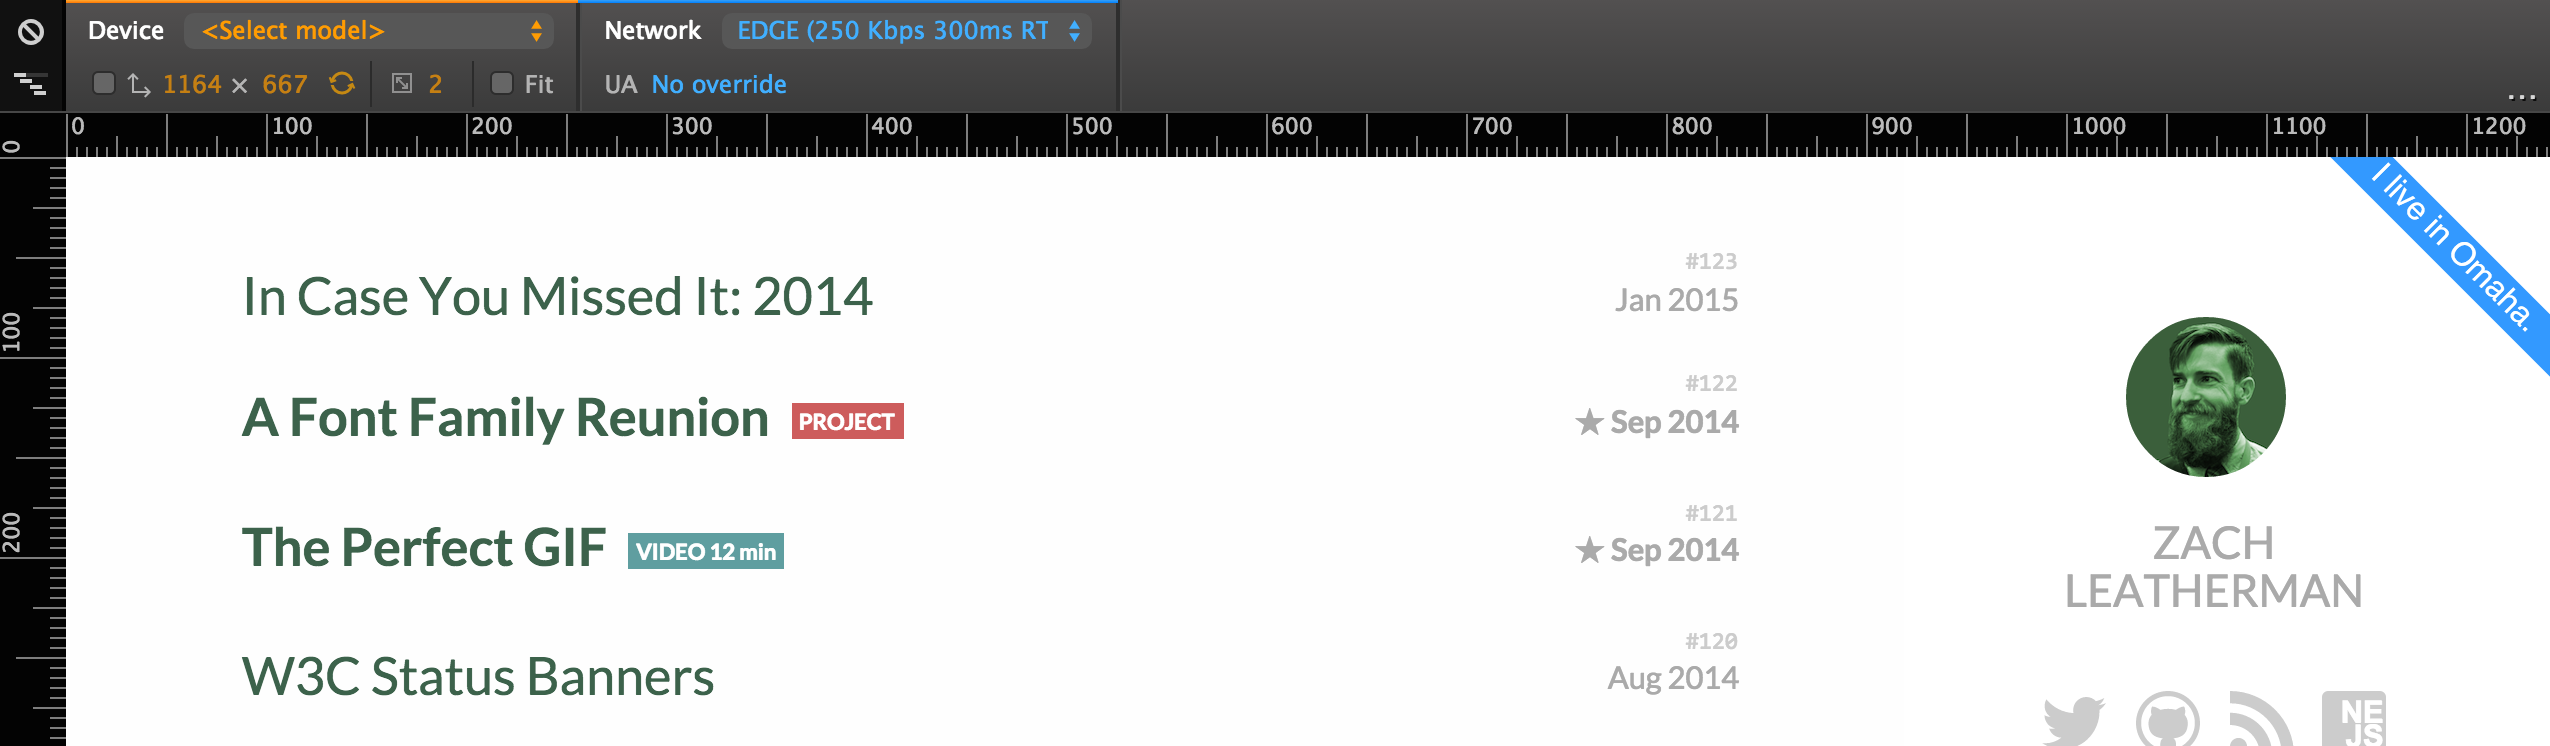 Device <Select model> Network EDGE (250 Kbps 300ms RT
1164 × 667 2 Fit UA No override
...
0 100 200 300 400 500 600 700 800 900 1000 1100 1200
0
100
200
I live in Omaha.
#123
In Case You Missed It: 2014 Jan 2015
#122
A Font Family Reunion PROJECT ★ Sep 2014
#121
The Perfect GIF VIDEO 12 min ★ Sep 2014
ZACH
LEATHERMAN
#120
W3C Status Banners Aug 2014
NE
JS